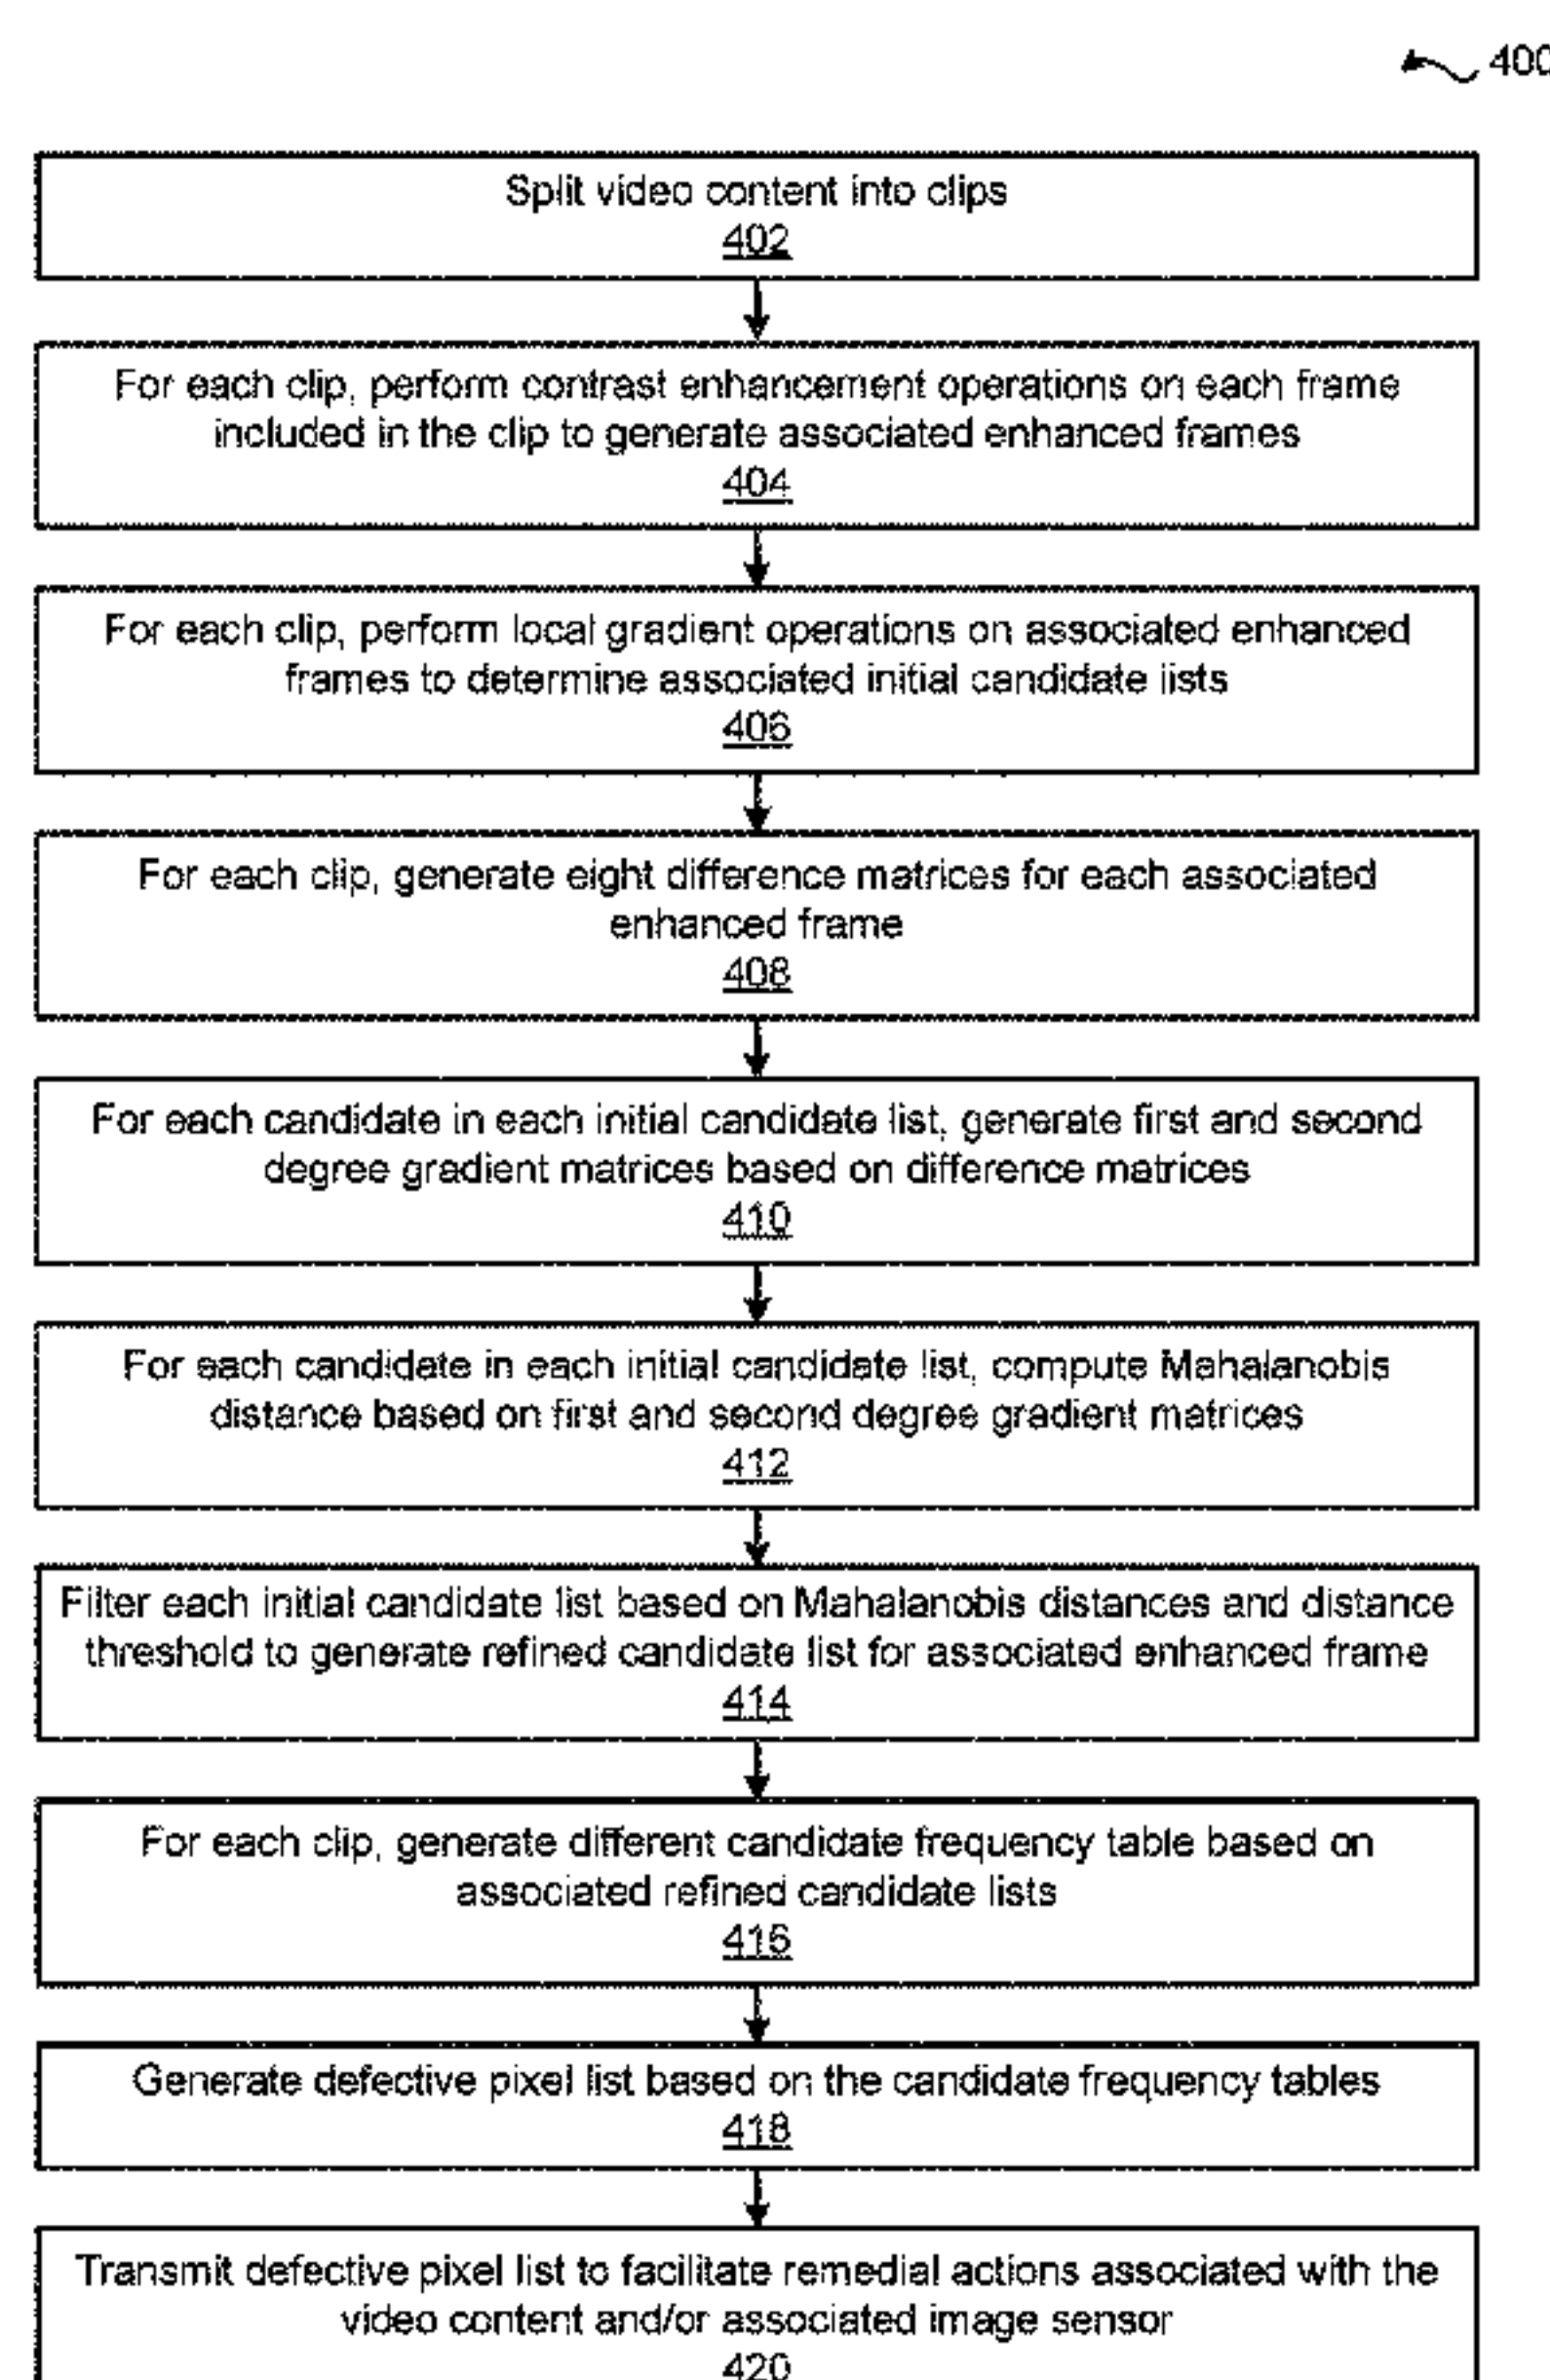 400
Split video content into clips
402
For each clip, perform contrast enhancement operations on each frame
included in the clip to generate associated enhanced frames
404
For each clip, perform local gradient operations on associated enhanced
frames to determine associated initial candidate lists
406
For each clip, generate eight difference matrices for each associated
enhanced frame
408
For each candidate in each initial candidate list, generate first and second
degree gradient matrices based on difference matrices
410
For each candidate in each initial candidate list, compute Mahalanobis
distance based on first and second degree gradient matrices
412
Filter each initial candidate list based on Mahalanobis distances and distance
threshold to generate refined candidate list for associated enhanced frame
414
For each clip, generate different candidate frequency table based on
associated refined candidate lists
416
Generate defective pixel list based on the candidate frequency tables
418
Transmit defective pixel list to facilitate remedial actions associated with the
video content and/or associated image sensor
420